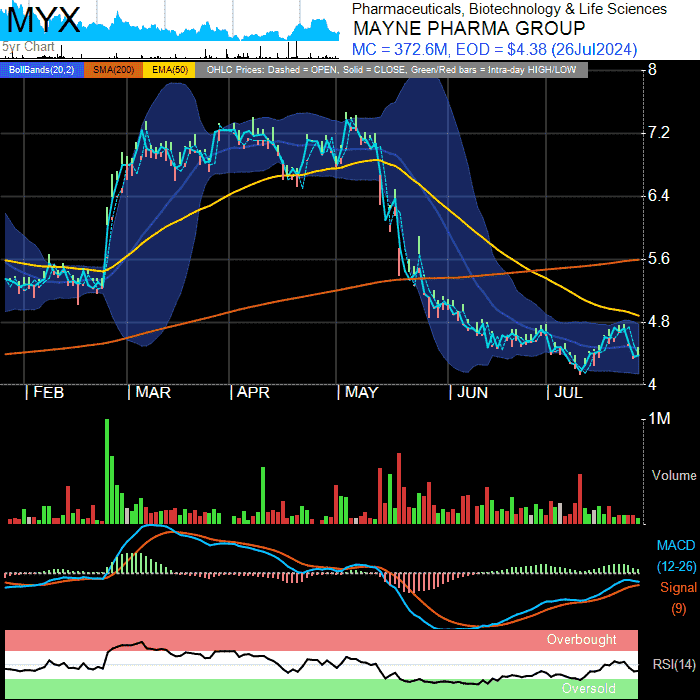 MYX
5yr Chart
Pharmaceuticals, Biotechnology & Life Sciences
MAYNE PHARMA GROUP
MC = 372.6M, EOD = $4.38 (26Jul2024)
BollBands(20,2) SMA(200) EMA(50) OHLC Prices: Dashed = OPEN, Solid = CLOSE, Green/Red bars = Intra-day HIGH/LOW
8
7.2
6.4
5.6
4.8
4
| FEB | MAR | APR | MAY | JUN | JUL
1M
Volume
MACD
(12-26)
Signal
(9)
Overbought
RSI(14)
Oversold